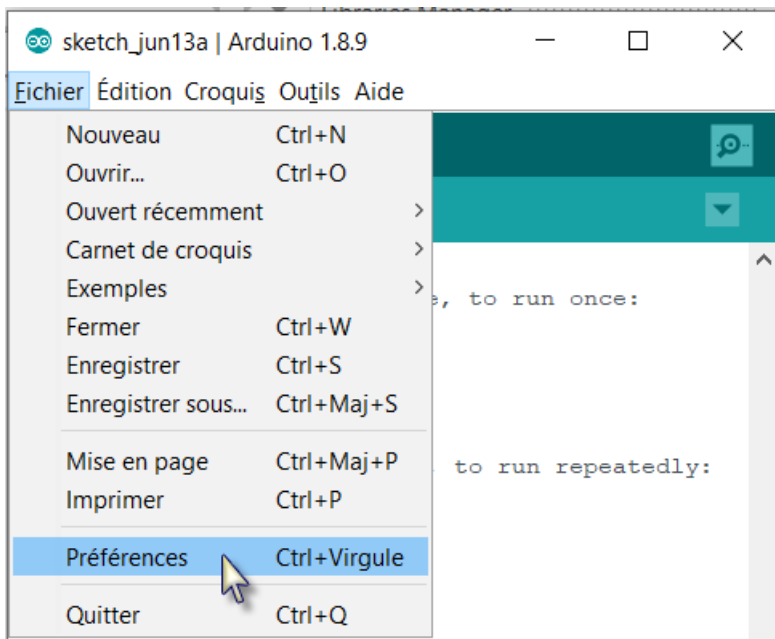 Libraries Manager
sketch_jun13a | Arduino 1.8.9
Fichier Édition Croquis Outils Aide
Nouveau Ctrl+N
Ouvrir... Ctrl+O
Ouvert récemment
Carnet de croquis
Exemples
e, to run once:
Fermer Ctrl+W
Enregistrer Ctrl+S
Enregistrer sous... Ctrl+Maj+S
Mise en page Ctrl+Maj+P
to run repeatedly:
Imprimer Ctrl+P
Préférences Ctrl+Virgule
Quitter Ctrl+Q